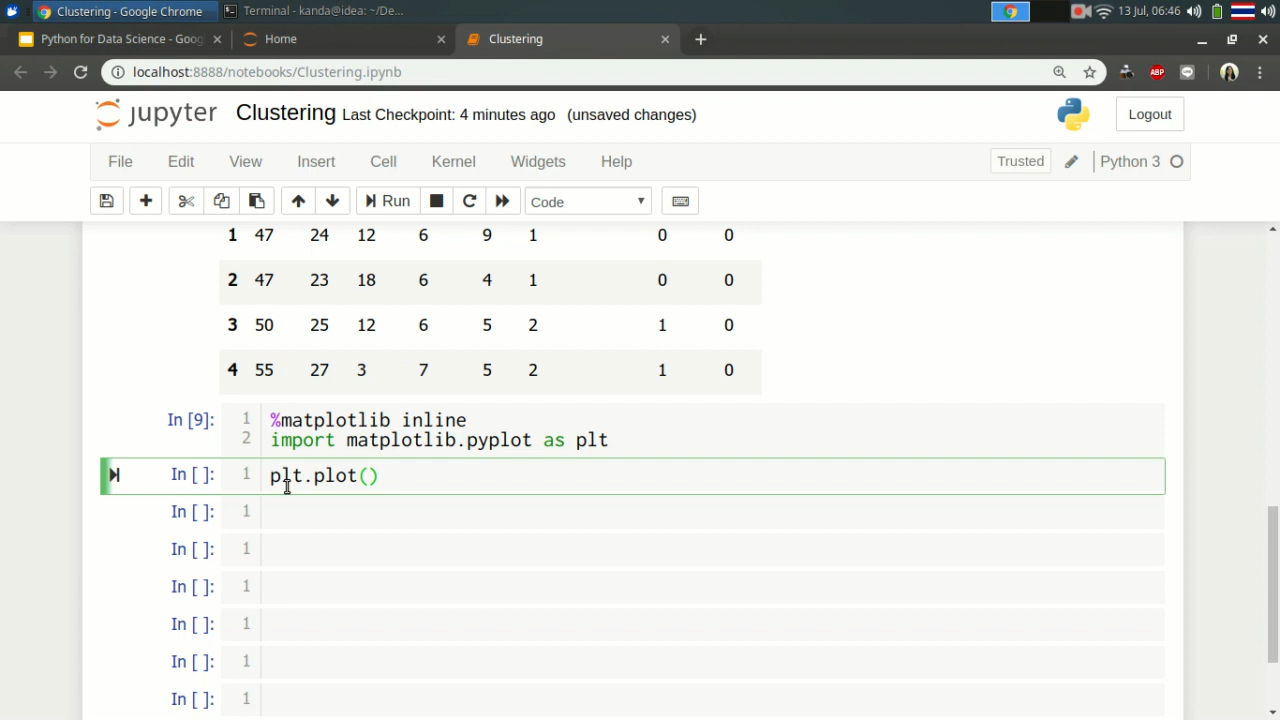 Clustering - Google Chrome
Terminal - kanda@idea: ~/De...
13 Jul, 06:46
Python for Data Science - Goog
Home
Clustering
localhost:8888/notebooks/Clustering.ipynb
ABP
jupyter
Clustering Last Checkpoint: 4 minutes ago (unsaved changes)
Logout
File Edit View Insert Cell Kernel Widgets Help
Trusted
Python 3
Run
Code
1 47 24 12 6 9 1 0 0
2 47 23 18 6 4 1 0 0
3 50 25 12 6 5 2 1 0
4 55 27 3 7 5 2 1 0
In [9]:
1 %matplotlib inline
2 import matplotlib.pyplot as plt
In [ ]: 1 plt.plot()
In [ ]: 1
In [ ]: 1
In [ ]: 1
In [ ]: 1
In [ ]: 1
In [ ]: 1